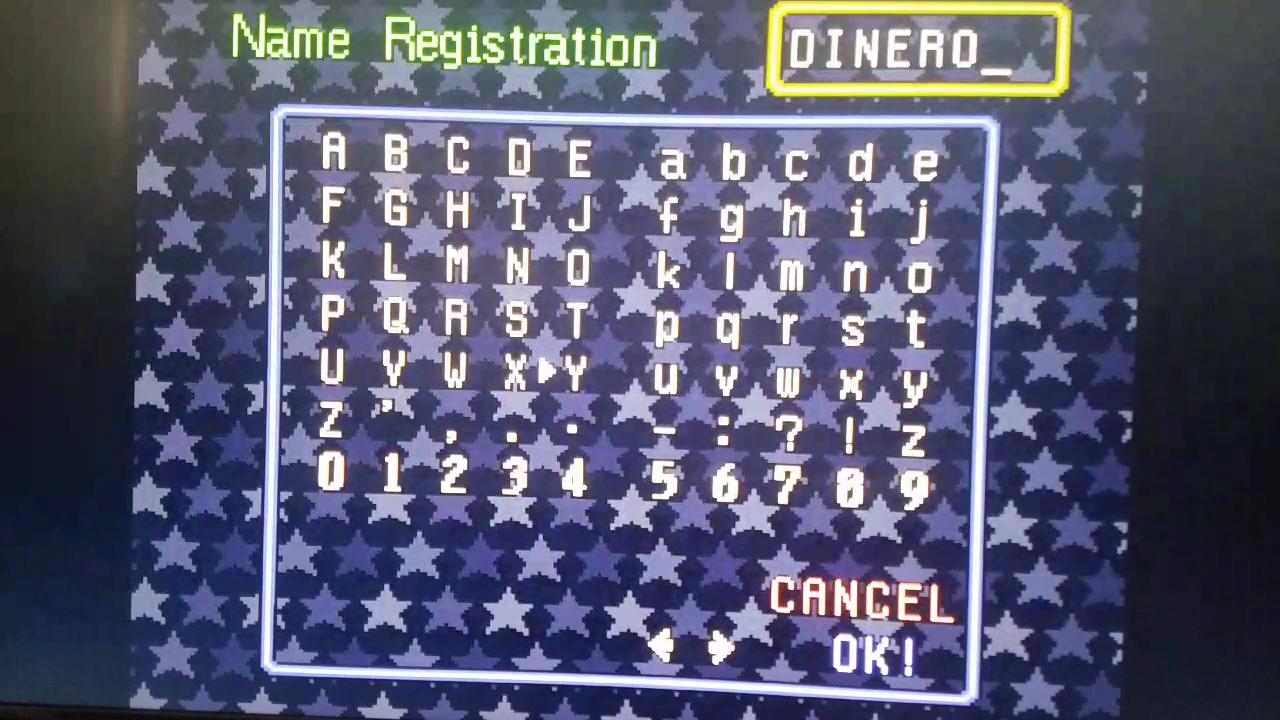 Name Registration DINERO_
A B C D E a b c d e
F G H I J f g h i j
K L M N O k l m n o
P Q R S T p q r s t
U V W X Y u v w x y
Z ’ , . · - : ? ! z
0 1 2 3 4 5 6 7 8 9
CANCEL
OK!